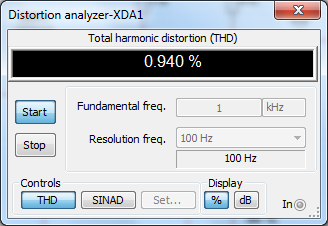 Distortion analyzer-XDA1
Total harmonic distortion (THD)
0.940 %
Start
Fundamental freq. 1 kHz
Stop
Resolution freq. 100 Hz
100 Hz
Controls Display
THD SINAD Set... % dB In